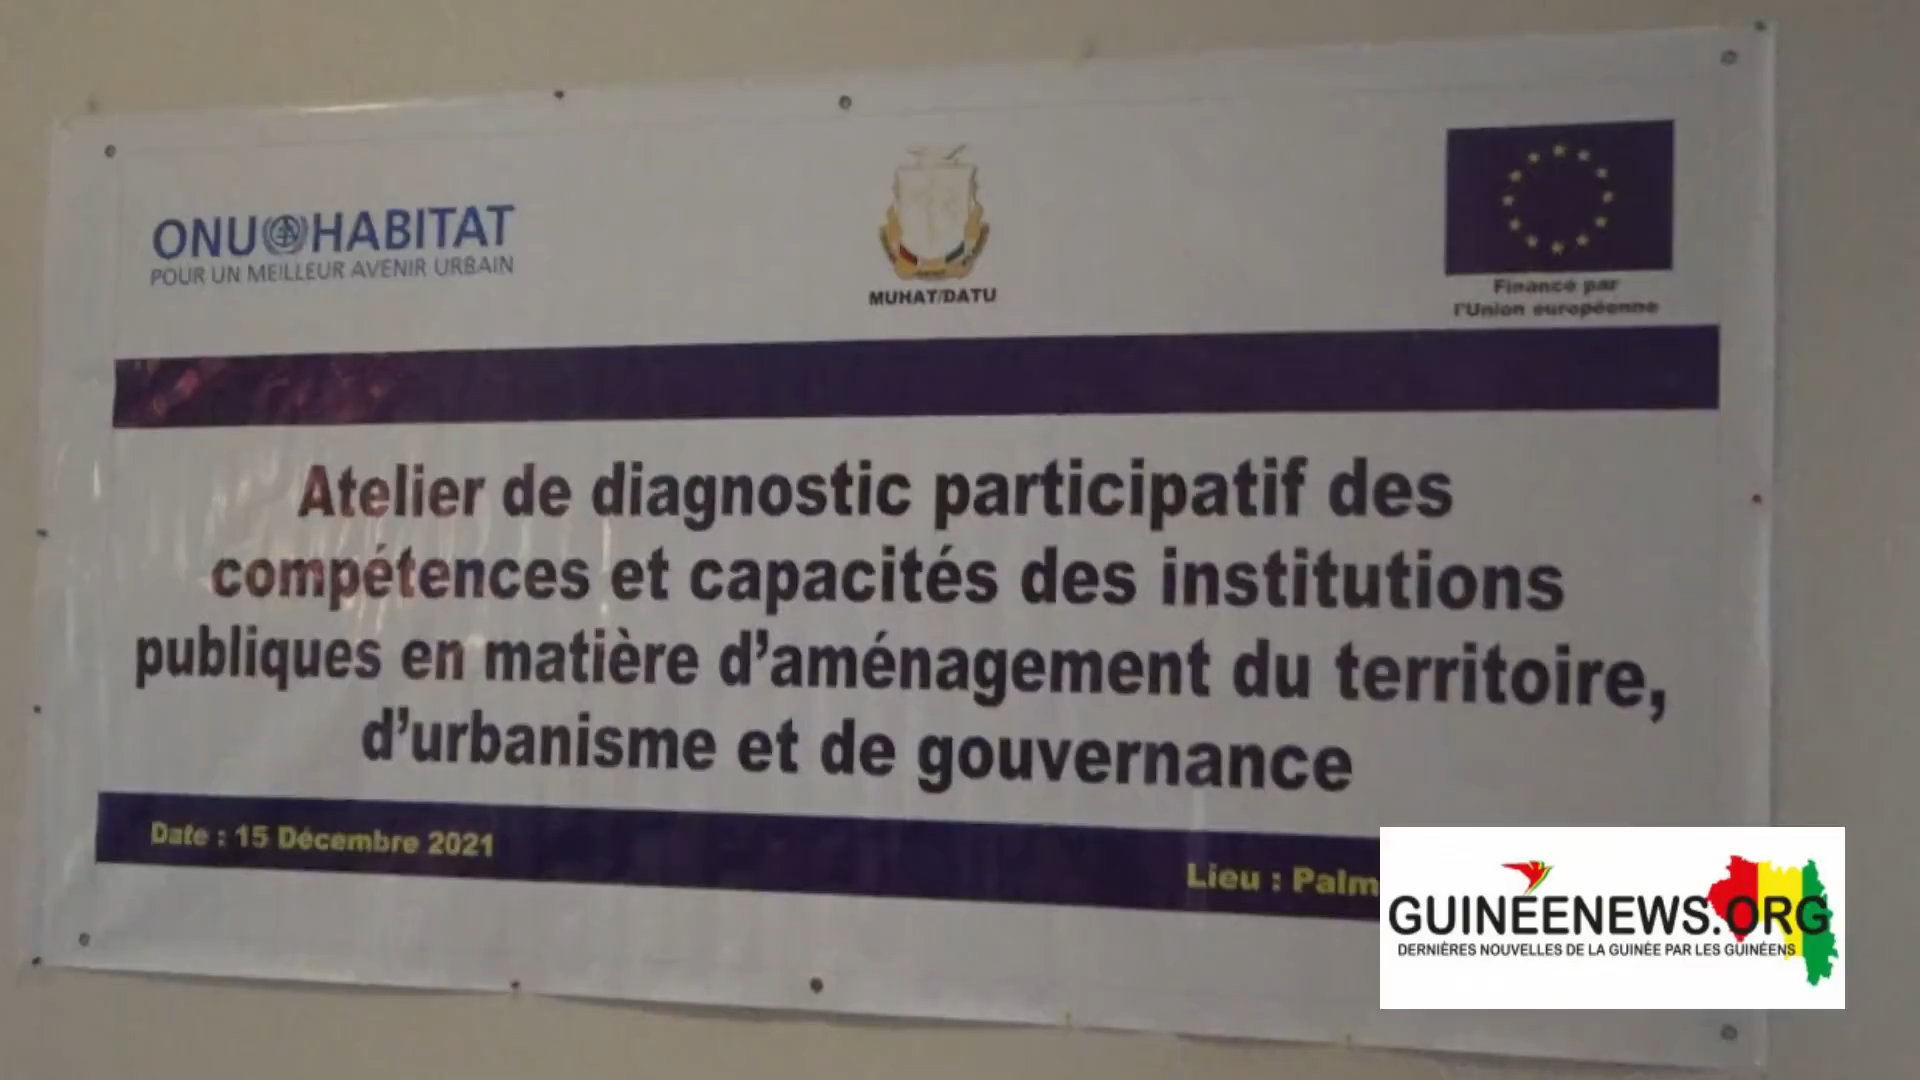 ONU HABITAT
POUR UN MEILLEUR AVENIR URBAIN
MUHAT/DATU
Financé par
l'Union européenne
Atelier de diagnostic participatif des
compétences et capacités des institutions
publiques en matière d'aménagement du territoire,
d'urbanisme et de gouvernance
Date : 15 Décembre 2021
Lieu : Palm
GUINEENEWS.ORG
DERNIÈRES NOUVELLES DE LA GUINÉE PAR LES GUINÉENS